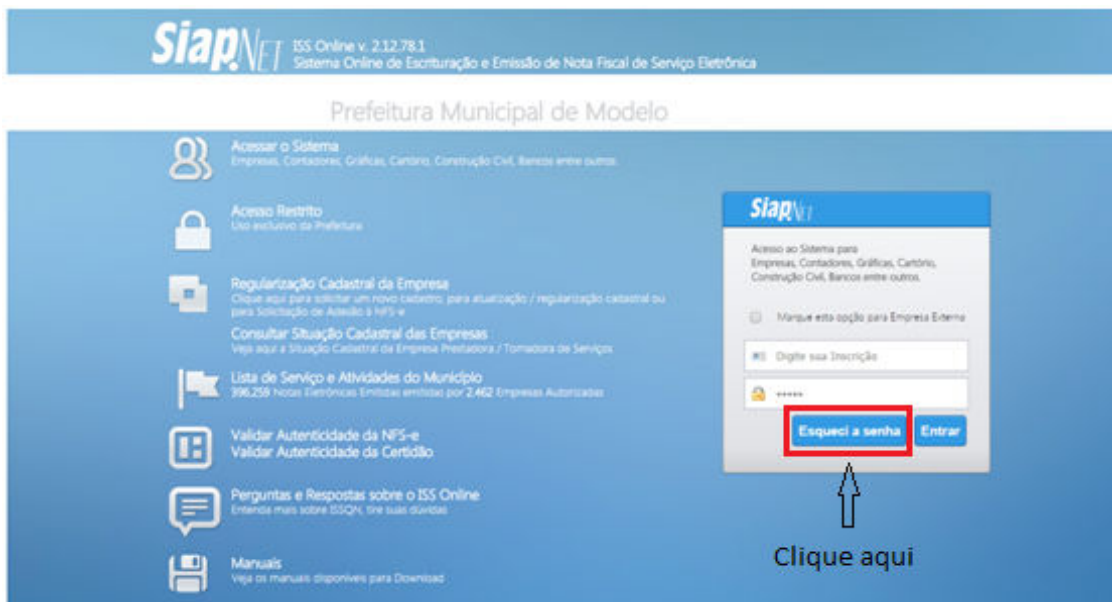 SiapNET ISS Online v. 2.12.78.1
Sistema Online de Escrituração e Emissão de Nota Fiscal de Serviço Eletrônica
Prefeitura Municipal de Modelo
Acessar o Sistema
Empresas, Contadores, Gráficas, Cartório, Construção Civil, Bancos entre outros.
Acesso Restrito
Uso exclusivo da Prefeitura
Regularização Cadastral da Empresa
Clique aqui para solicitar um novo cadastro, para atualização / regularização cadastral ou
para Solicitação de Adesão à NFS-e
Consultar Situação Cadastral das Empresas
Veja aqui a Situação Cadastral da Empresa Prestadora / Tomadora de Serviços
Lista de Serviço e Atividades do Município
396.259 Notas Eletrônicas Emitidas emitidas por 2.462 Empresas Autorizadas
Validar Autenticidade da NFS-e
Validar Autenticidade da Certidão
Perguntas e Respostas sobre o ISS Online
Entenda mais sobre ISSQN, tire suas dúvidas
Manuais
Veja os manuais disponíveis para Download
SiapNET
Acesso ao Sistema para
Empresas, Contadores, Gráficas, Cartório,
Construção Civil, Bancos entre outros.
Marque esta opção para Empresa Externa
Digite sua Inscrição
•••••
Esqueci a senha Entrar
Clique aqui